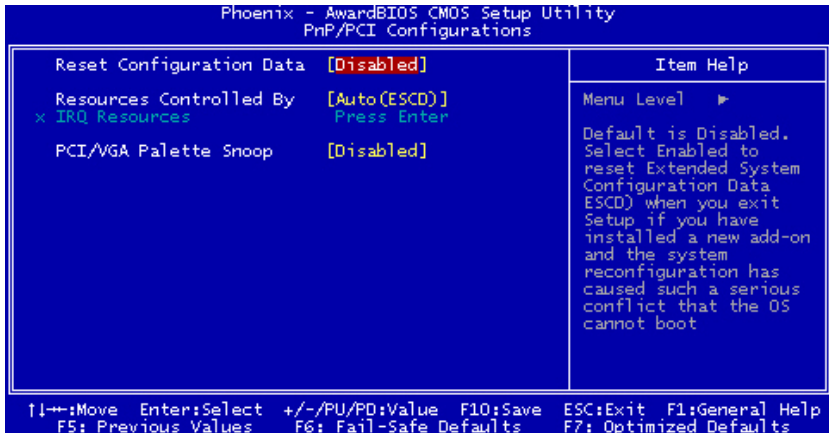 Phoenix - AwardBIOS CMOS Setup Utility
PnP/PCI Configurations
Reset Configuration Data [Disabled]
Resources Controlled By [Auto(ESCD)]
x IRQ Resources Press Enter
PCI/VGA Palette Snoop [Disabled]
Item Help
Menu Level ►
Default is Disabled.
Select Enabled to
reset Extended System
Configuration Data
ESCD) when you exit
Setup if you have
installed a new add-on
and the system
reconfiguration has
caused such a serious
conflict that the OS
cannot boot
↑↓→←:Move Enter:Select +/-/PU/PD:Value F10:Save ESC:Exit F1:General Help
F5: Previous Values F6: Fail-Safe Defaults F7: Optimized Defaults